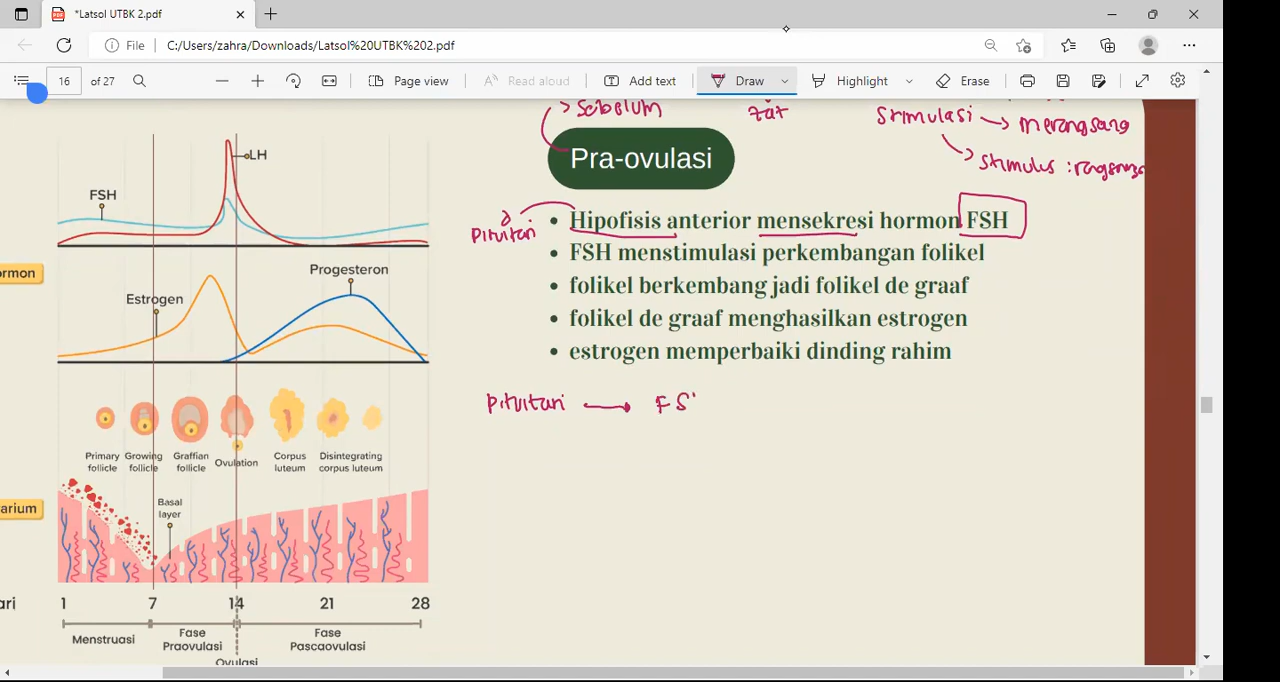 *Latsol UTBK 2.pdf
File C:/Users/zahra/Downloads/Latsol%20UTBK%202.pdf
16 of 27 Page view Read aloud Add text Draw Highlight Erase
> Sebelum
zat
Stimulasi → merangsang
Stimulus :
Pra-ovulasi
Pituitari
• Hipofisis anterior mensekresi hormon FSH
• FSH menstimulasi perkembangan folikel
• folikel berkembang jadi folikel de graaf
• folikel de graaf menghasilkan estrogen
• estrogen memperbaiki dinding rahim
Pituitari → FS
LH
FSH
ormon
Progesteron
Estrogen
Primary follicle
Growing follicle
Graffian follicle
Ovulation
Corpus luteum
Disintegrating corpus luteum
Basal layer
arium
ari 1 7 14 21 28
Menstruasi
Fase Praovulasi
Fase Pascaovulasi
Ovulasi